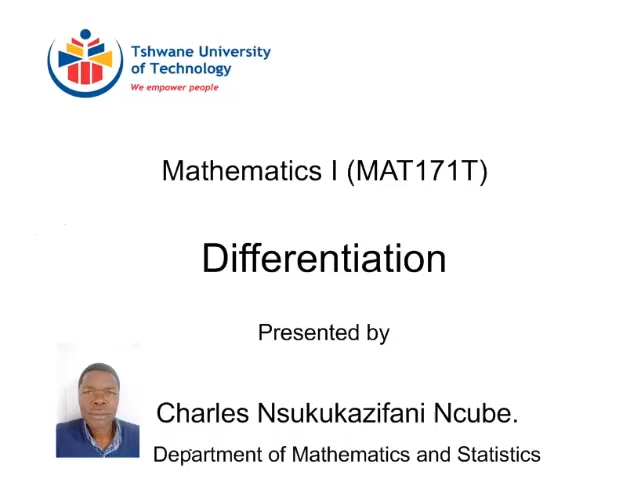 Tshwane University
of Technology
We empower people
Mathematics I (MAT171T)
Differentiation
Presented by
Charles Nsukukazifani Ncube.
Department of Mathematics and Statistics